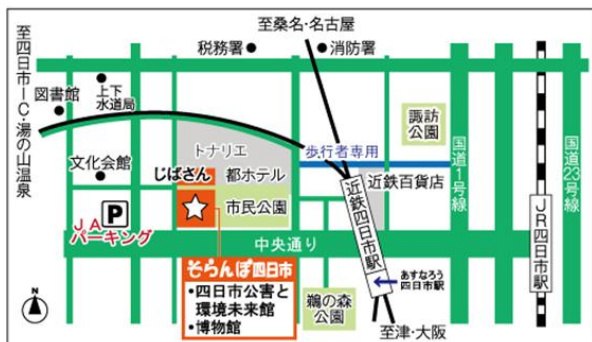 至桑名・名古屋
税務署
消防署
至四日市IC・湯の山温泉
図書館
上下
水道局
諏訪
公園
国道1号線
国道23号線
トナリエ
歩行者専用
文化会館
じばさん
都ホテル
近鉄百貨店
近鉄四日市駅
JR四日市駅
P
JA
パーキング
市民公園
中央通り
そらんぽ四日市
・四日市公害と
環境未来館
・博物館
鵜の森
公園
あすなろう
四日市駅
至津・大阪
N